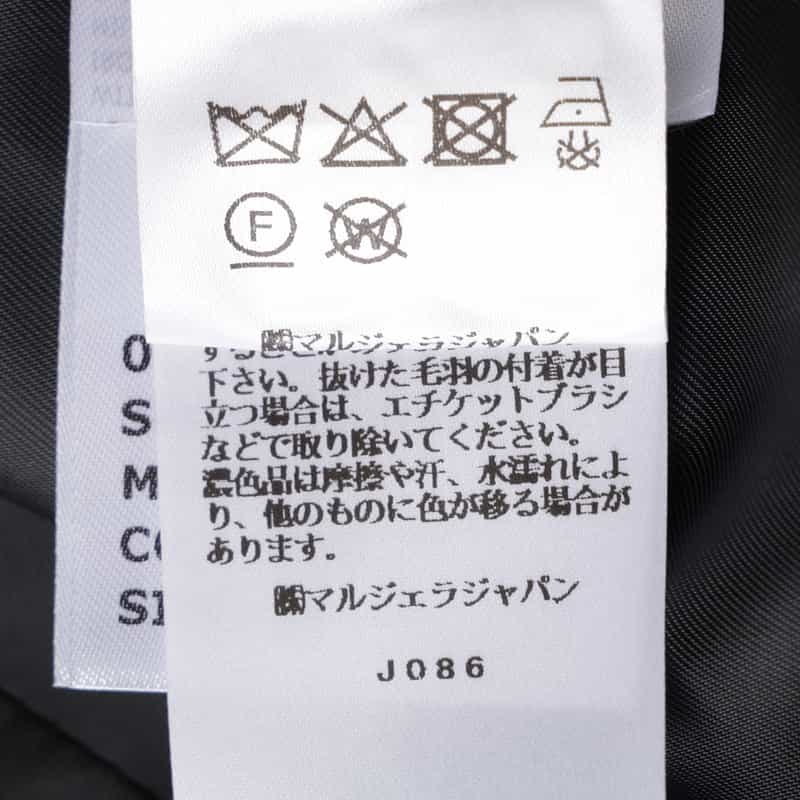 F
W
㈱マルジェラジャパン
下さい。抜けた毛羽の付着が目
立つ場合は、エチケットブラシ
などで取り除いてください。
濃色品は摩擦や汗、水濡れによ
り、他のものに色が移る場合が
あります。
㈱マルジェラジャパン
J086
0
S
M
CO
SI